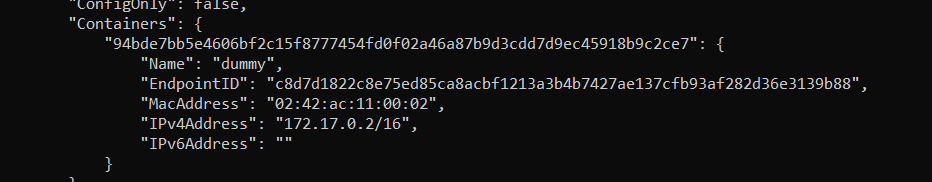 "ConfigOnly": false,
"Containers": {
"94bde7bb5e4606bf2c15f8777454fd0f02a46a87b9d3cdd7d9ec45918b9c2ce7": {
"Name": "dummy",
"EndpointID": "c8d7d1822c8e75ed85ca8acbf1213a3b4b7427ae137cfb93af282d36e3139b88",
"MacAddress": "02:42:ac:11:00:02",
"IPv4Address": "172.17.0.2/16",
"IPv6Address": ""
}
}